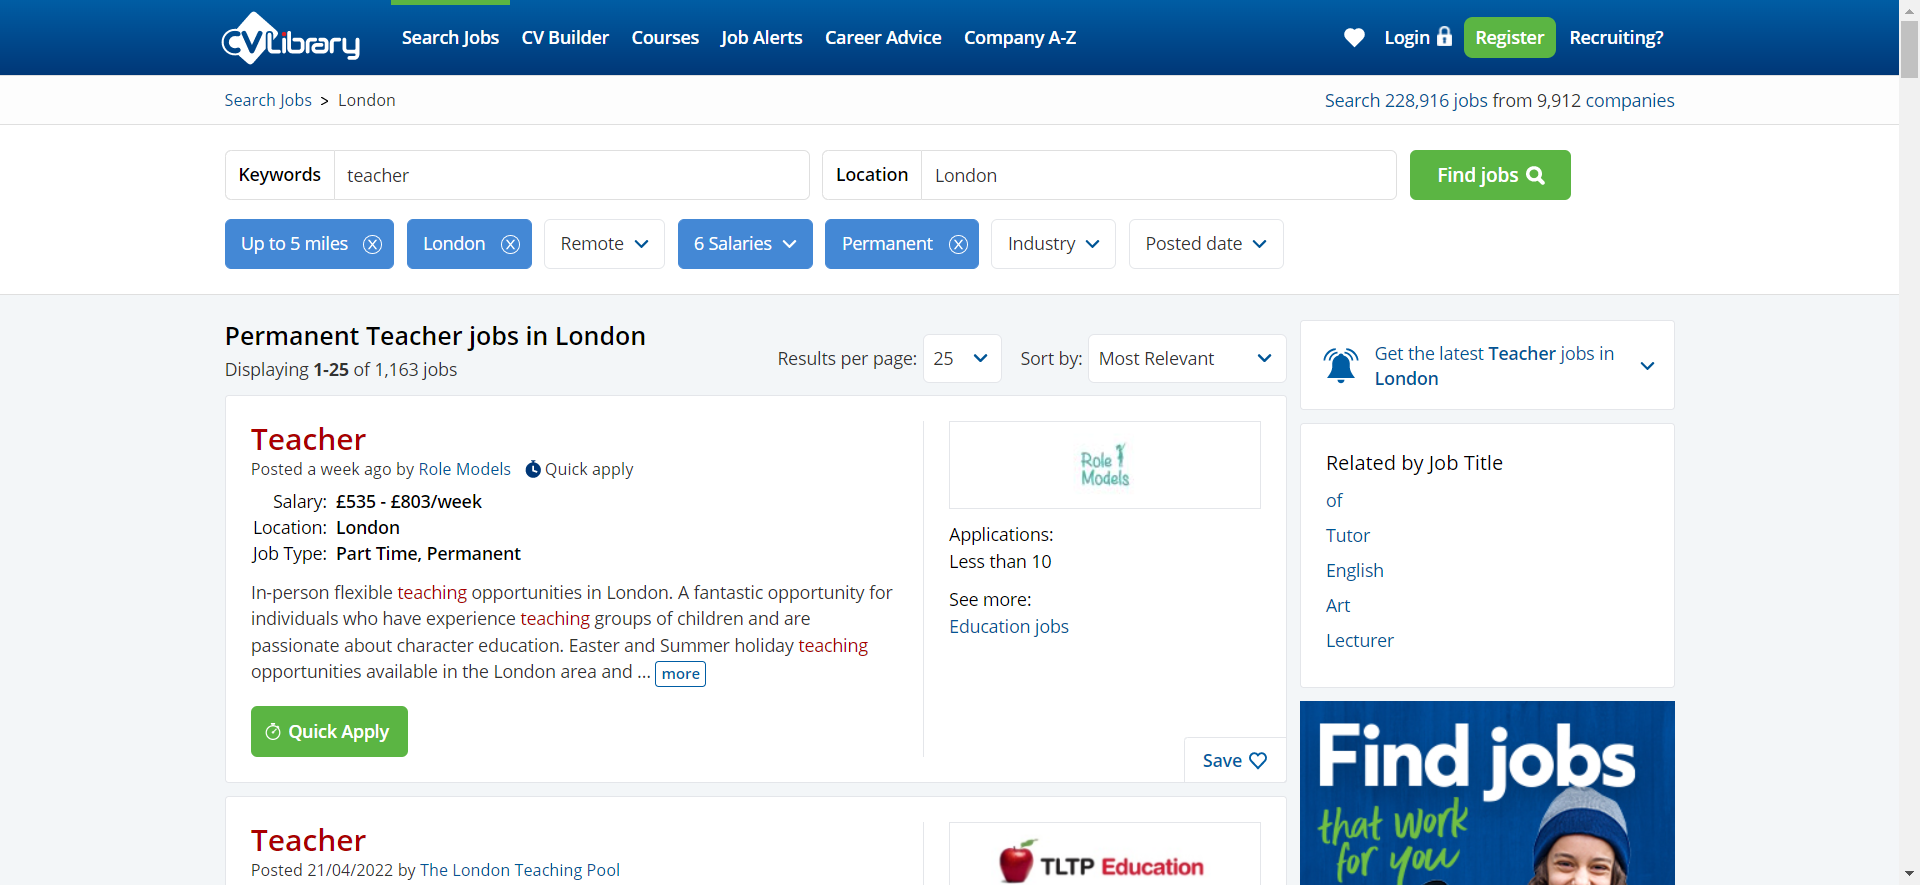 CVLibrary
Search Jobs CV Builder Courses Job Alerts Career Advice Company A-Z Login Register Recruiting?
Search Jobs > London
Search 228,916 jobs from 9,912 companies
Keywords teacher Location London Find jobs
Up to 5 miles London Remote 6 Salaries Permanent Industry Posted date
Permanent Teacher jobs in London
Displaying 1-25 of 1,163 jobs
Results per page: 25 Sort by: Most Relevant
Teacher
Posted a week ago by Role Models Quick apply
Salary: £535 - £803/week
Location: London
Job Type: Part Time, Permanent
In-person flexible teaching opportunities in London. A fantastic opportunity for
individuals who have experience teaching groups of children and are
passionate about character education. Easter and Summer holiday teaching
opportunities available in the London area and ... more
Quick Apply
Role
Models
Applications:
Less than 10
See more:
Education jobs
Save
Teacher
Posted 21/04/2022 by The London Teaching Pool
TLTP Education
Get the latest Teacher jobs in
London
Related by Job Title
of
Tutor
English
Art
Lecturer
Find jobs
that work
for you